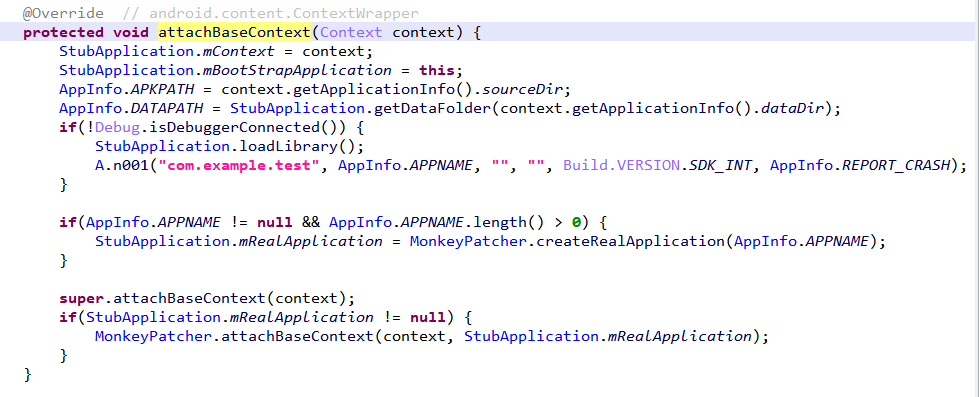 @Override  // android.content.ContextWrapper
protected void attachBaseContext(Context context) {
    StubApplication.mContext = context;
    StubApplication.mBootStrapApplication = this;
    AppInfo.APKPATH = context.getApplicationInfo().sourceDir;
    AppInfo.DATAPATH = StubApplication.getDataFolder(context.getApplicationInfo().dataDir);
    if(!Debug.isDebuggerConnected()) {
        StubApplication.loadLibrary();
        A.n001("com.example.test", AppInfo.APPNAME, "", "", Build.VERSION.SDK_INT, AppInfo.REPORT_CRASH);
    }

    if(AppInfo.APPNAME != null && AppInfo.APPNAME.length() > 0) {
        StubApplication.mRealApplication = MonkeyPatcher.createRealApplication(AppInfo.APPNAME);
    }

    super.attachBaseContext(context);
    if(StubApplication.mRealApplication != null) {
        MonkeyPatcher.attachBaseContext(context, StubApplication.mRealApplication);
    }
}